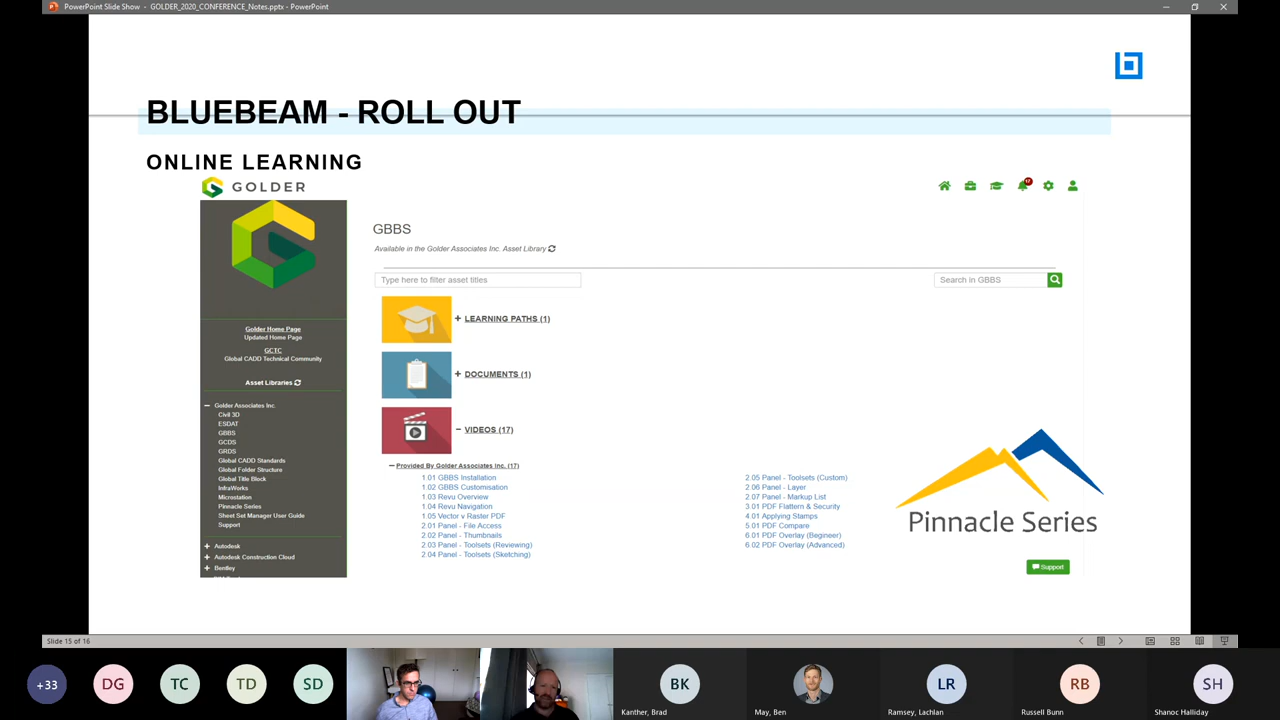 PowerPoint Slide Show - GOLDER_2020_CONFERENCE_Notes.pptx - PowerPoint
BLUEBEAM - ROLL OUT
ONLINE LEARNING
GOLDER
17
GBBS
Available in the Golder Associates Inc. Asset Library
Type here to filter asset titles
Search in GBBS
Golder Home Page
Updated Home Page
GCTC
Global CADD Technical Community
Asset Libraries
Golder Associates Inc.
Civil 3D
ESDAT
GBBS
GCDS
GRDS
Global CADD Standards
Global Folder Structure
Global Title Block
InfraWorks
Microstation
Pinnacle Series
Sheet Set Manager User Guide
Support
Autodesk
Autodesk Construction Cloud
Bentley
+ LEARNING PATHS (1)
+ DOCUMENTS (1)
− VIDEOS (17)
Provided By Golder Associates Inc. (17)
1.01 GBBS Installation
1.02 GBBS Customisation
1.03 Revu Overview
1.04 Revu Navigation
1.05 Vector v Raster PDF
2.01 Panel - File Access
2.02 Panel - Thumbnails
2.03 Panel - Toolsets (Reviewing)
2.04 Panel - Toolsets (Sketching)
2.05 Panel - Toolsets (Custom)
2.06 Panel - Layer
2.07 Panel - Markup List
3.01 PDF Flatten & Security
4.01 Applying Stamps
5.01 PDF Compare
6.01 PDF Overlay (Begineer)
6.02 PDF Overlay (Advanced)
Pinnacle Series
Support
Slide 15 of 16
+33
DG
TC
TD
SD
BK
Kanther, Brad
May, Ben
LR
Ramsey, Lachlan
RB
Russell Bunn
SH
Shanoc Halliday